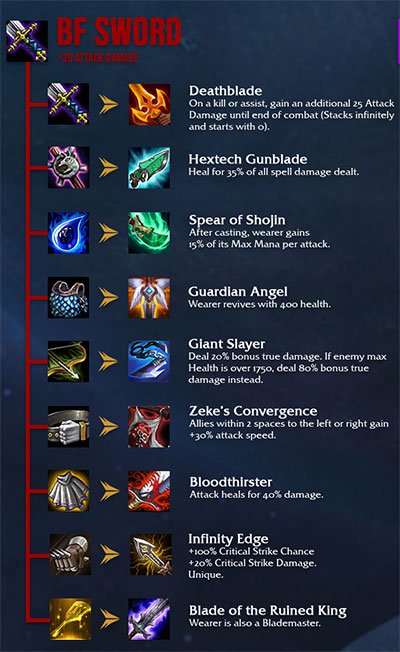 BF SWORD
+20 ATTACK DAMAGE
Deathblade
On a kill or assist, gain an additional 25 Attack
Damage until end of combat (Stacks infinitely
and starts with 0).
Hextech Gunblade
Heal for 35% of all spell damage dealt.
Spear of Shojin
After casting, wearer gains
15% of its Max Mana per attack.
Guardian Angel
Wearer revives with 400 health.
Giant Slayer
Deal 20% bonus true damage. If enemy max
Health is over 1750, deal 80% bonus true
damage instead.
Zeke's Convergence
Allies within 2 spaces to the left or right gain
+30% attack speed.
Bloodthirster
Attack heals for 40% damage.
Infinity Edge
+100% Critical Strike Chance
+20% Critical Strike Damage.
Unique.
Blade of the Ruined King
Wearer is also a Blademaster.